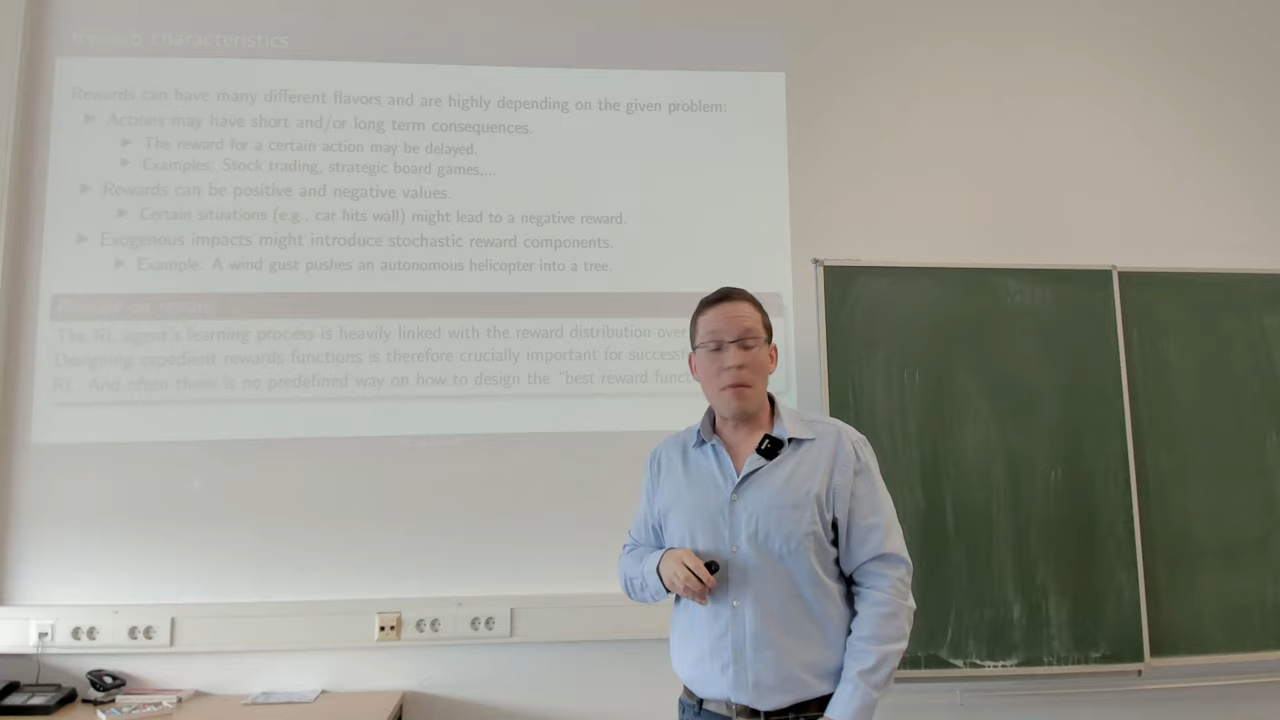 Reward characteristics
Rewards can have many different flavors and are highly depending on the given problem:
Actions may have short and/or long term consequences.
The reward for a certain action may be delayed.
Examples: Stock trading, strategic board games,...
Rewards can be positive and negative values.
Certain situations (e.g., car hits wall) might lead to a negative reward.
Exogenous impacts might introduce stochastic reward components.
Example: A wind gust pushes an autonomous helicopter into a tree.
The RL agent's learning process is heavily linked with the reward distribution over
Designing expedient rewards functions is therefore crucially important for
RL. And often there is no predefined way on how to design the "best reward